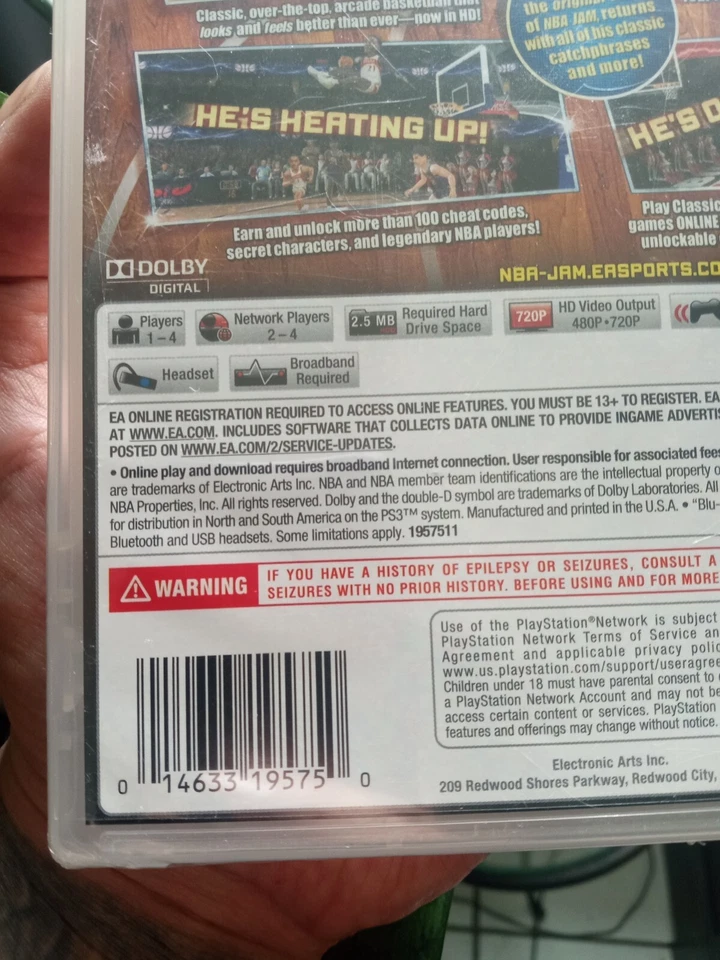 Classic, over-the-top, arcade basketball that
looks and feels better than ever—now in HD!
the original
of NBA JAM, returns
with all of his classic
catchphrases
and more!
HE'S HEATING UP!
HE'S
Earn and unlock more than 100 cheat codes,
secret characters, and legendary NBA players!
Play Classic
games ONLINE
unlockable
DOLBY
DIGITAL
NBA-JAM.EASPORTS.CO
Players
1 – 4
Network Players
2 – 4
2.5 MB
Required Hard
Drive Space
720P
HD Video Output
480P•720P
Headset
Broadband
Required
EA ONLINE REGISTRATION REQUIRED TO ACCESS ONLINE FEATURES. YOU MUST BE 13+ TO REGISTER. EA
AT WWW.EA.COM. INCLUDES SOFTWARE THAT COLLECTS DATA ONLINE TO PROVIDE INGAME ADVERTIS
POSTED ON WWW.EA.COM/2/SERVICE-UPDATES.
• Online play and download requires broadband Internet connection. User responsible for associated fees
are trademarks of Electronic Arts Inc. NBA and NBA member team identifications are the intellectual property o
NBA Properties, Inc. All rights reserved. Dolby and the double-D symbol are trademarks of Dolby Laboratories. All
for distribution in North and South America on the PS3™ system. Manufactured and printed in the U.S.A. • "Blu-
Bluetooth and USB headsets. Some limitations apply. 1957511
WARNING
IF YOU HAVE A HISTORY OF EPILEPSY OR SEIZURES, CONSULT A
SEIZURES WITH NO PRIOR HISTORY. BEFORE USING AND FOR MORE
Use of the PlayStation®Network is subject
PlayStation Network Terms of Service an
Agreement and applicable privacy polic
www.us.playstation.com/support/useragree
Children under 18 must have parental consent to
a PlayStation Network Account and may not be
access certain content or services. PlayStation
features and offerings may change without notice.
Electronic Arts Inc.
209 Redwood Shores Parkway, Redwood City,
0 14633 19575 0